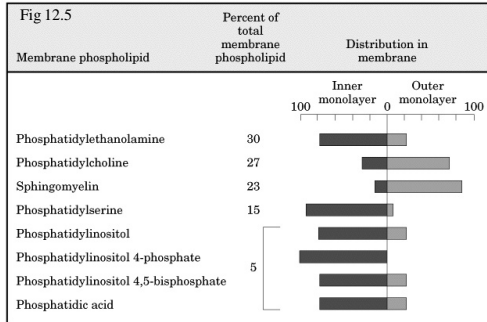 Fig 12.5
Percent of
total
membrane
phospholipid
Membrane phospholipid
Distribution in
membrane
Inner
monolayer
Outer
monolayer
100 0 100
Phosphatidylethanolamine 30
Phosphatidylcholine 27
Sphingomyelin 23
Phosphatidylserine 15
Phosphatidylinositol
Phosphatidylinositol 4-phosphate
5
Phosphatidylinositol 4,5-bisphosphate
Phosphatidic acid